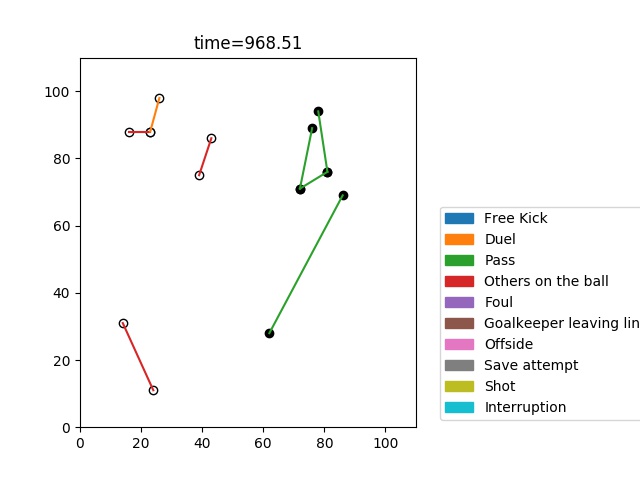 time=968.51
100
80
60
40
20
0
0 20 40 60 80 100
Free Kick
Duel
Pass
Others on the ball
Foul
Goalkeeper leaving lin
Offside
Save attempt
Shot
Interruption